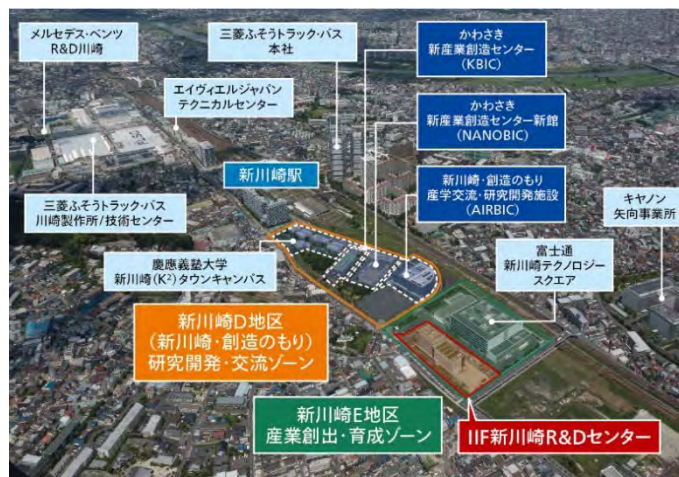 メルセデス・ベンツ
R&D川崎
三菱ふそうトラック・バス
本社
かわさき
新産業創造センター
(KBIC)
エイヴィエルジャパン
テクニカルセンター
かわさき
新産業創造センター新館
(NANOBIC)
新川崎駅
新川崎・創造のもり
産学交流・研究開発施設
(AIRBIC)
三菱ふそうトラック・バス
川崎製作所/技術センター
キヤノン
矢向事業所
慶應義塾大学
新川崎(K²)タウンキャンパス
富士通
新川崎テクノロジー
スクエア
新川崎D地区
(新川崎・創造のもり)
研究開発・交流ゾーン
新川崎E地区
産業創出・育成ゾーン
IIF新川崎R&Dセンター